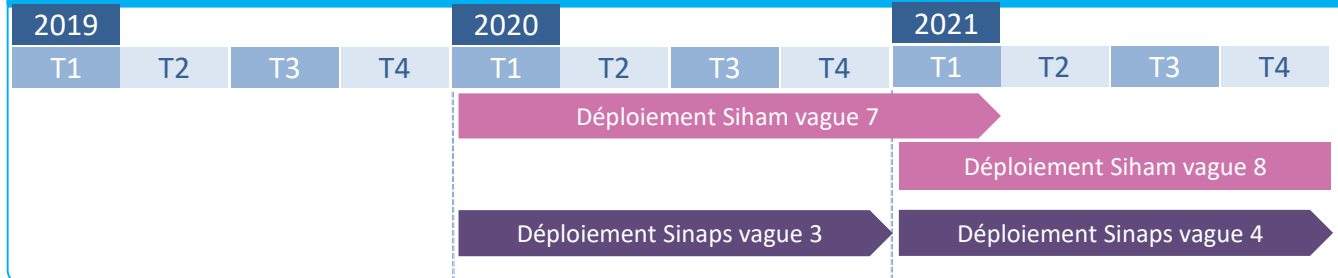 2019 2020 2021
T1 T2 T3 T4 T1 T2 T3 T4 T1 T2 T3 T4
Déploiement Siham vague 7
Déploiement Siham vague 8
Déploiement Sinaps vague 3 Déploiement Sinaps vague 4